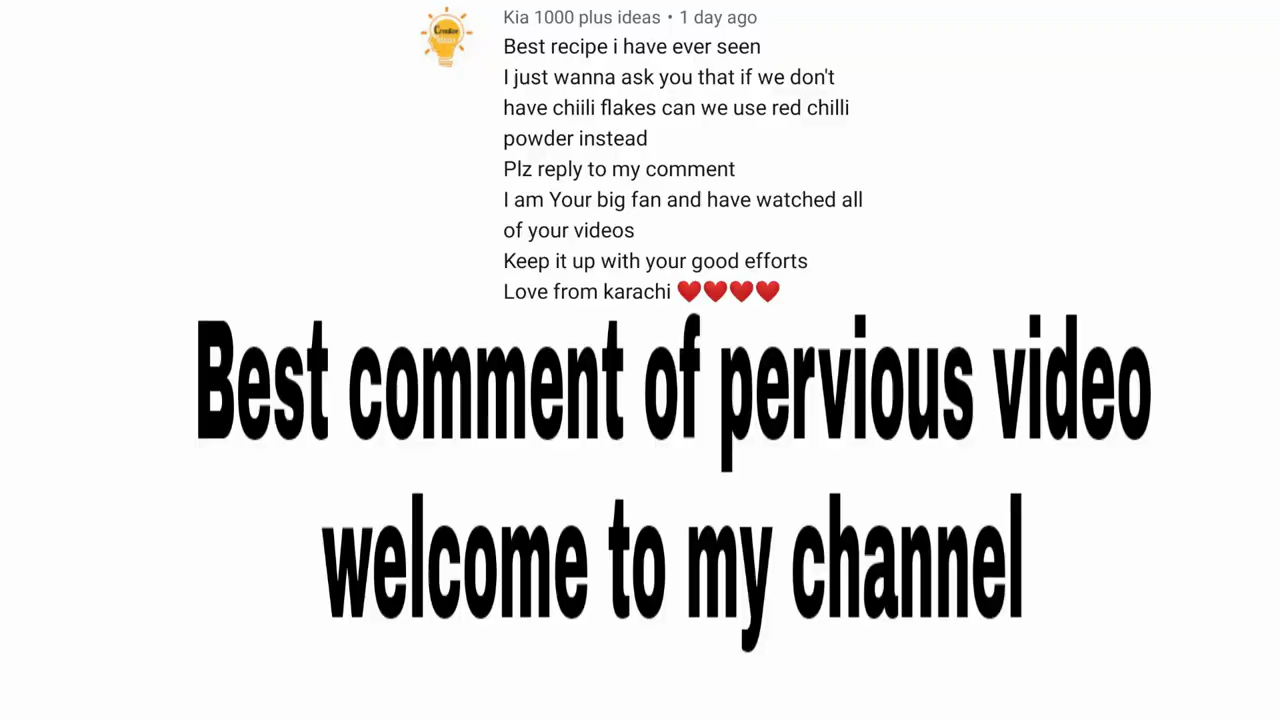 Kia 1000 plus ideas • 1 day ago
Best recipe i have ever seen
I just wanna ask you that if we don't
have chiili flakes can we use red chilli
powder instead
Plz reply to my comment
I am Your big fan and have watched all
of your videos
Keep it up with your good efforts
Love from karachi ❤️❤️❤️❤️
Best comment of pervious video
welcome to my channel